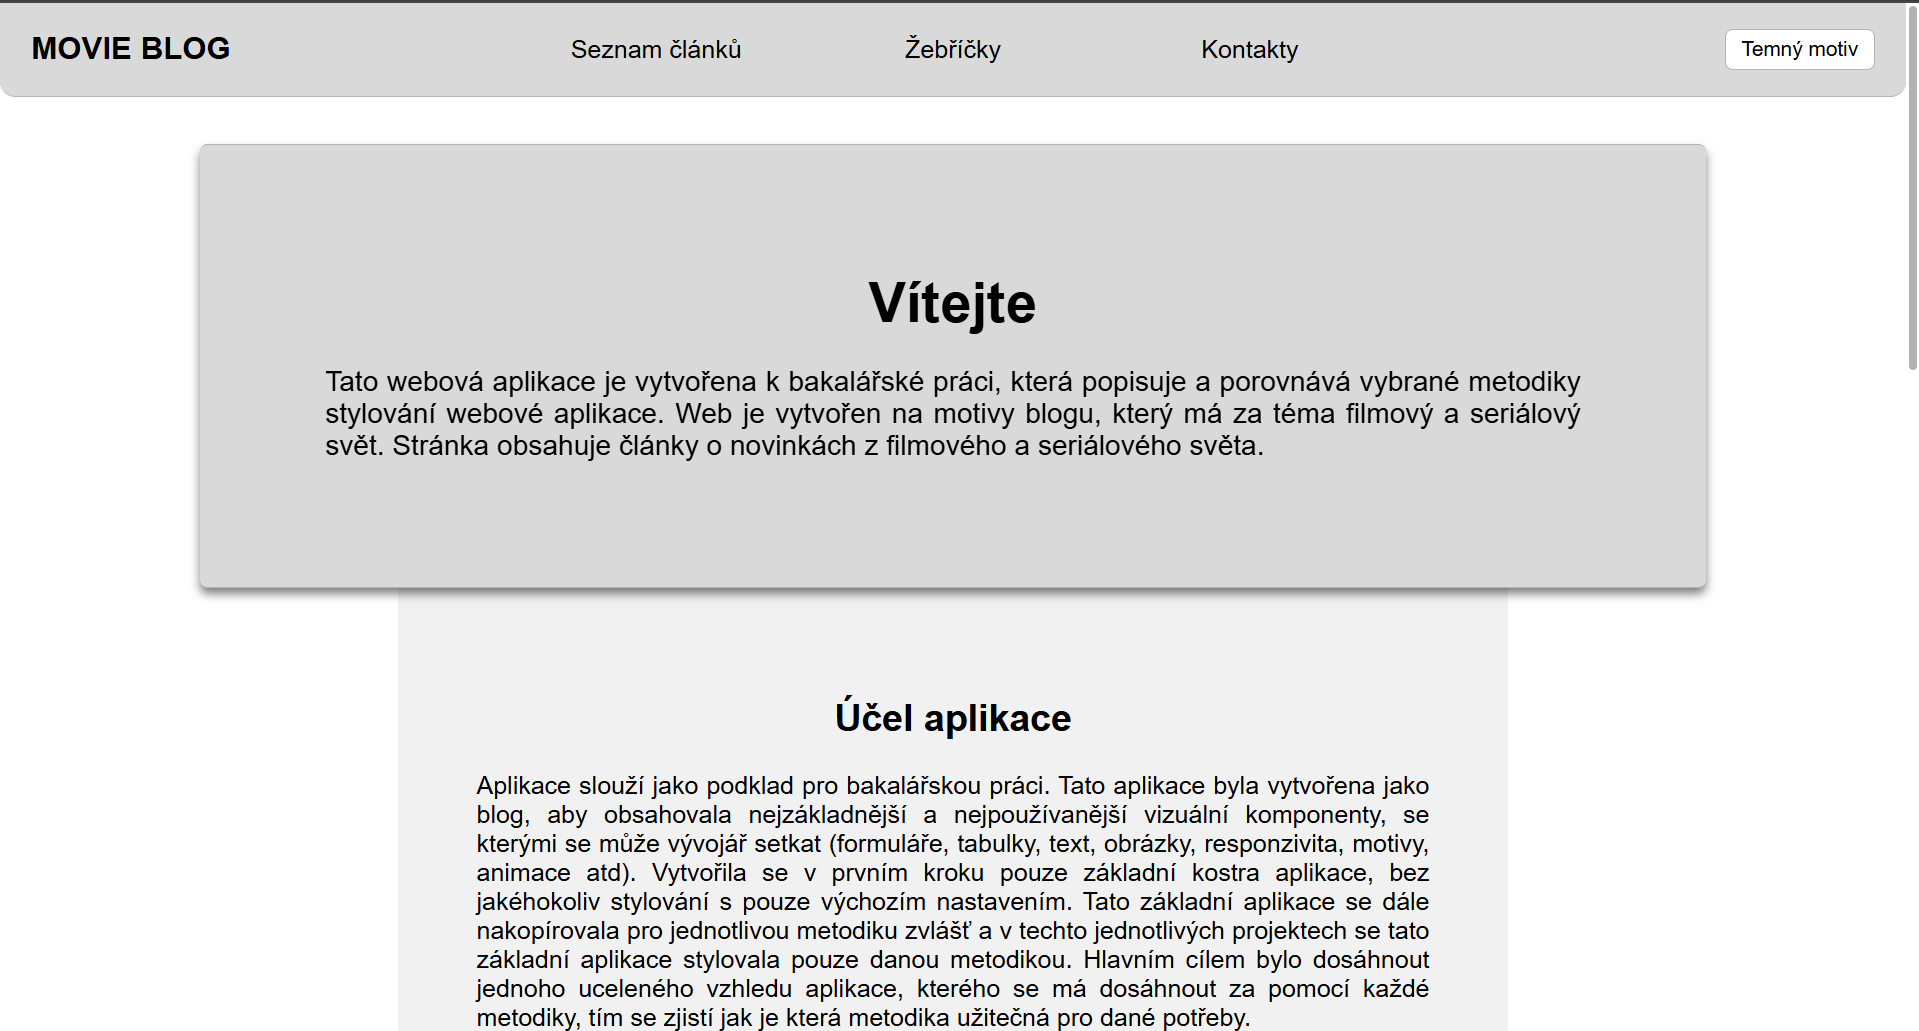 MOVIE BLOG
Seznam článků
Žebříčky
Kontakty
Temný motiv
Vítejte
Tato webová aplikace je vytvořena k bakalářské práci, která popisuje a porovnává vybrané metodiky
stylování webové aplikace. Web je vytvořen na motivy blogu, který má za téma filmový a seriálový
svět. Stránka obsahuje články o novinkách z filmového a seriálového světa.
Účel aplikace
Aplikace slouží jako podklad pro bakalářskou práci. Tato aplikace byla vytvořena jako
blog, aby obsahovala nejzákladnější a nejpoužívanější vizuální komponenty, se
kterými se může vývojář setkat (formuláře, tabulky, text, obrázky, responzivita, motivy,
animace atd). Vytvořila se v prvním kroku pouze základní kostra aplikace, bez
jakéhokoliv stylování s pouze výchozím nastavením. Tato základní aplikace se dále
nakopírovala pro jednotlivou metodiku zvlášť a v techto jednotlivých projektech se tato
základní aplikace stylovala pouze danou metodikou. Hlavním cílem bylo dosáhnout
jednoho uceleného vzhledu aplikace, kterého se má dosáhnout za pomocí každé
metodiky, tím se zjistí jak je která metodika užitečná pro dané potřeby.